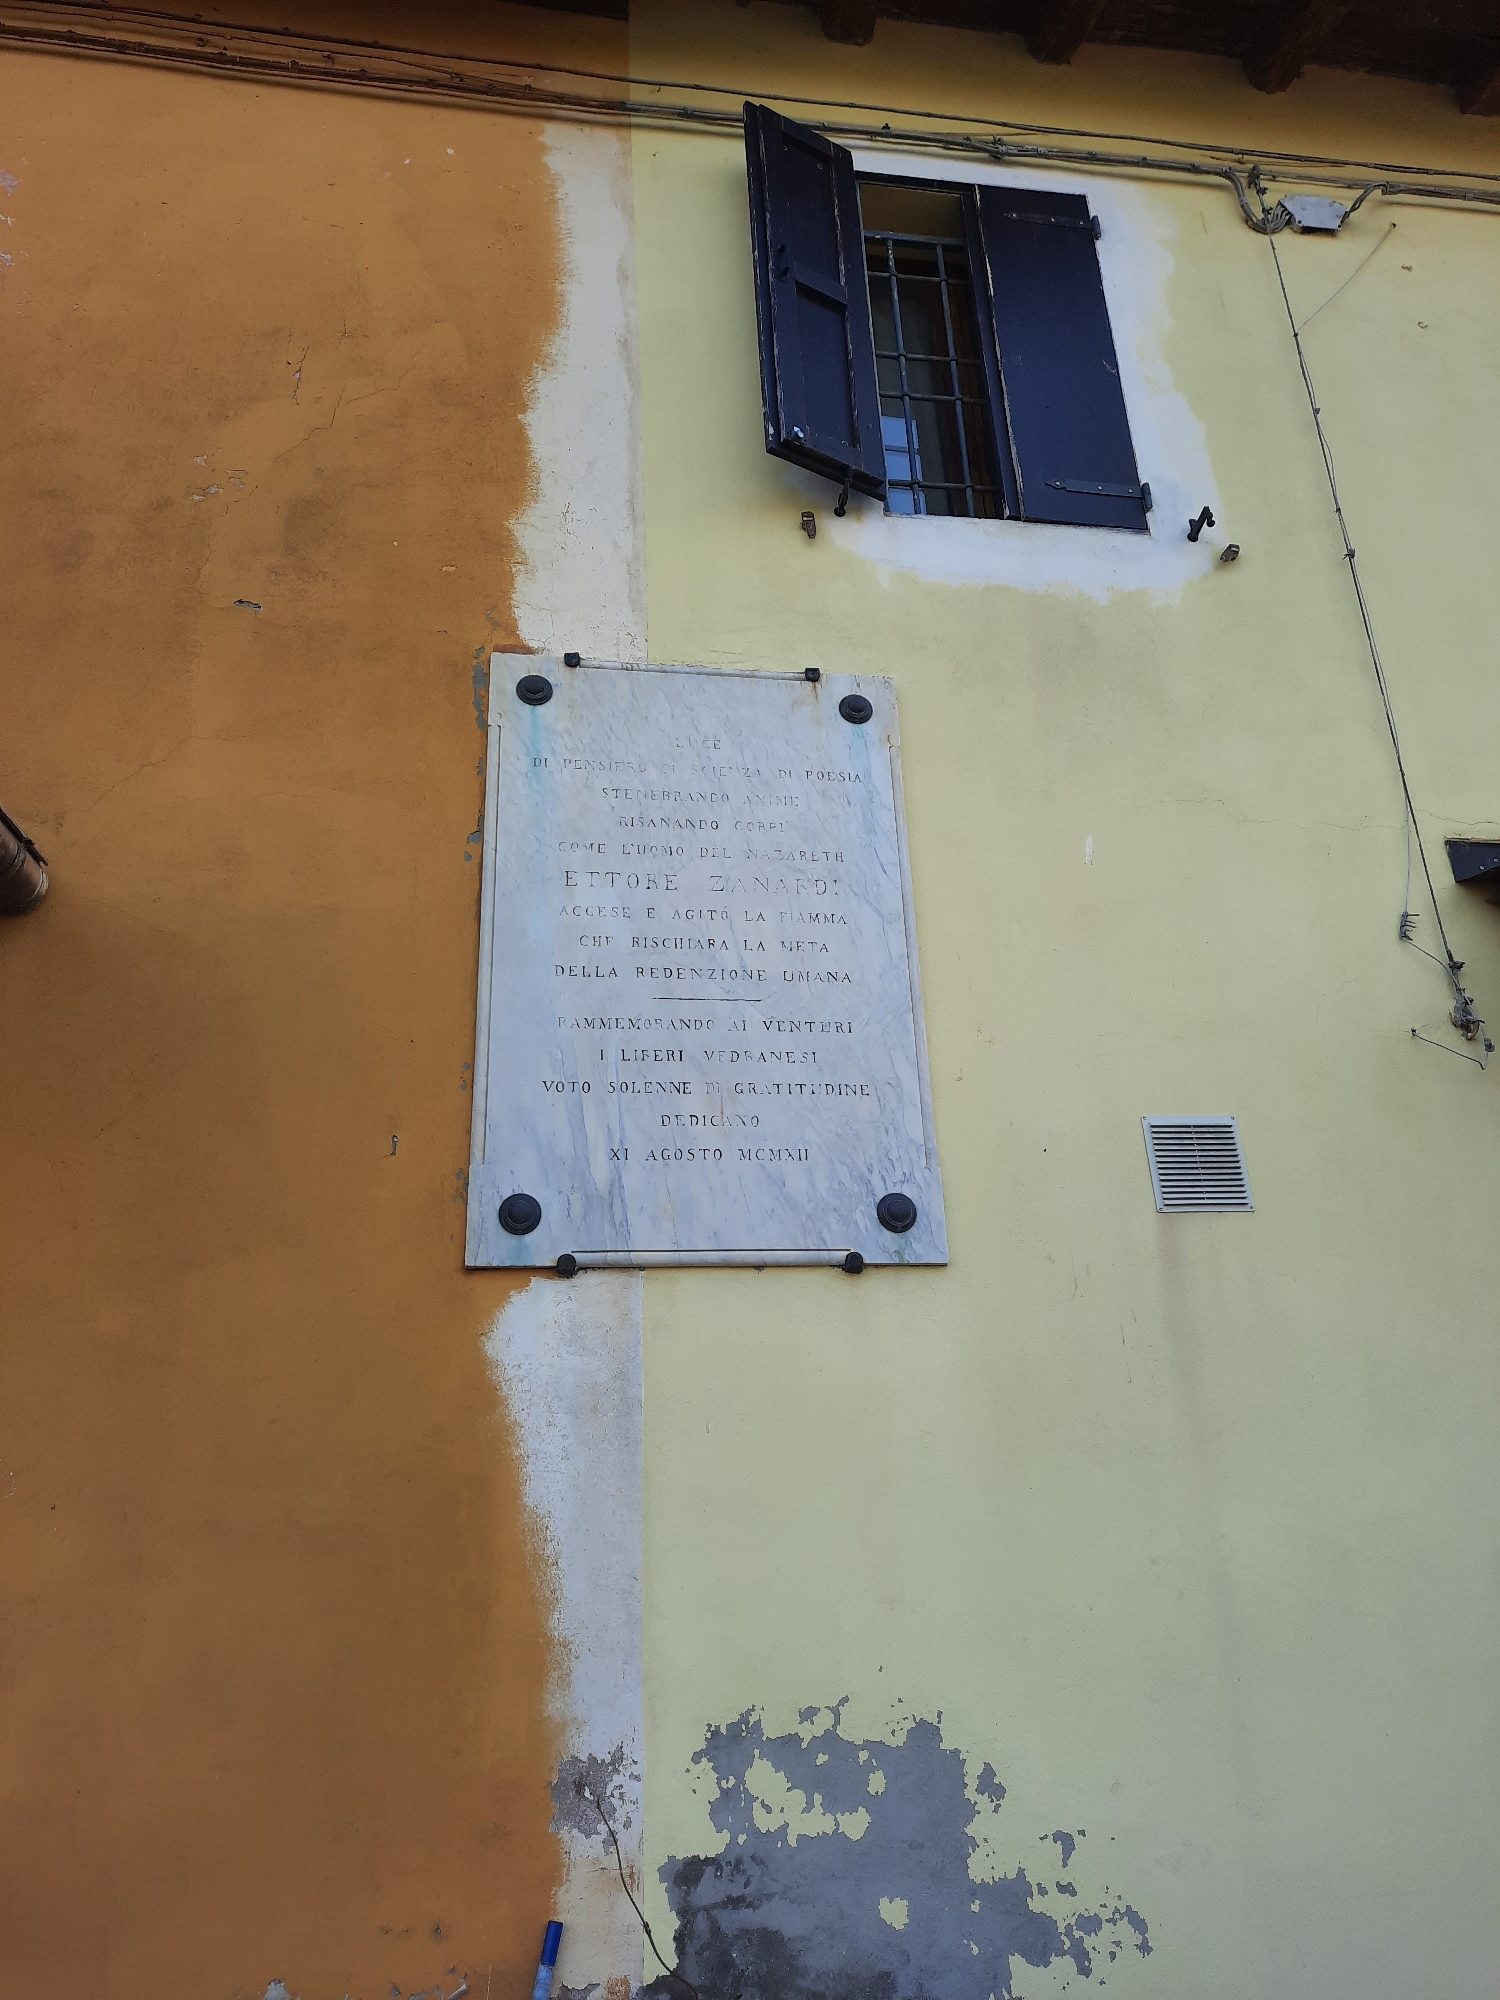 LUCE
DI PENSIERO DI SCIENZA DI POESIA
STENEBRANDO ANIME
RISANANDO CORPI
COME L'UOMO DEL NAZARETH
ETTORE ZANARDI
ACCESE E AGITÓ LA FIAMMA
CHE RISCHIARA LA META
DELLA REDENZIONE UMANA
RAMMEMORANDO AI VENTURI
I LIBERI VEDRANESI
VOTO SOLENNE DI GRATITUDINE
DEDICANO
XI AGOSTO MCMXII